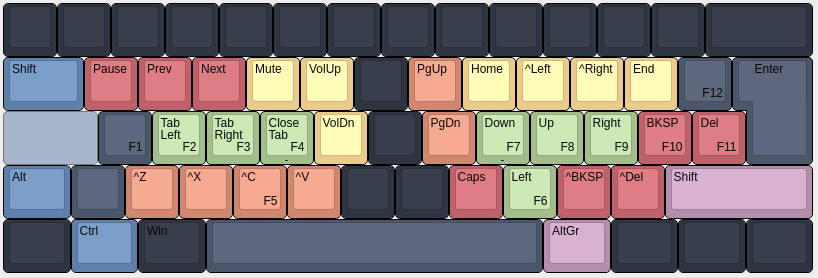 Shift Pause Prev Next Mute VolUp PgUp Home ^Left ^Right End F12 Enter
Tab Left Tab Right Close Tab VolDn PgDn Down Up Right BKSP Del
F1 F2 F3 F4 - F7 - F8 F9 F10 F11
Alt ^Z ^X ^C F5 ^V Caps Left F6 ^BKSP ^Del Shift
Ctrl Win AltGr